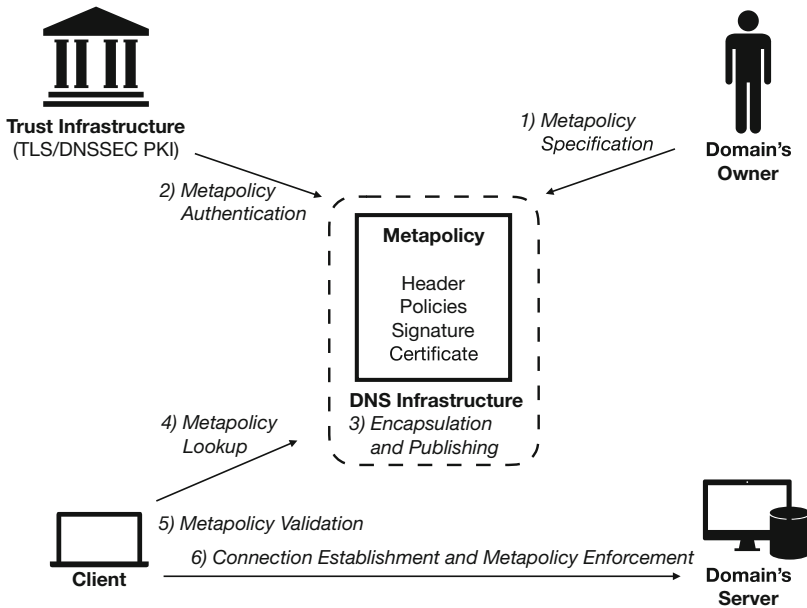 Trust Infrastructure
(TLS/DNSSEC PKI)
1) Metapolicy
Specification
Domain's
Owner
2) Metapolicy
Authentication
Metapolicy
Header
Policies
Signature
Certificate
DNS Infrastructure
3) Encapsulation
and Publishing
4) Metapolicy
Lookup
5) Metapolicy Validation
6) Connection Establishment and Metapolicy Enforcement
Client
Domain's
Server